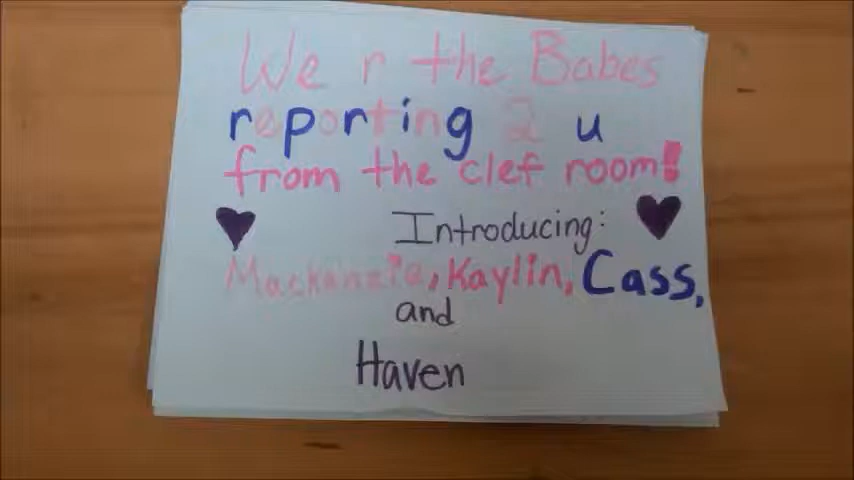 We r the Babes
reporting 2 u
from the clef room!
Introducing:
Mackenzie, Kaylin, Cass,
and
Haven